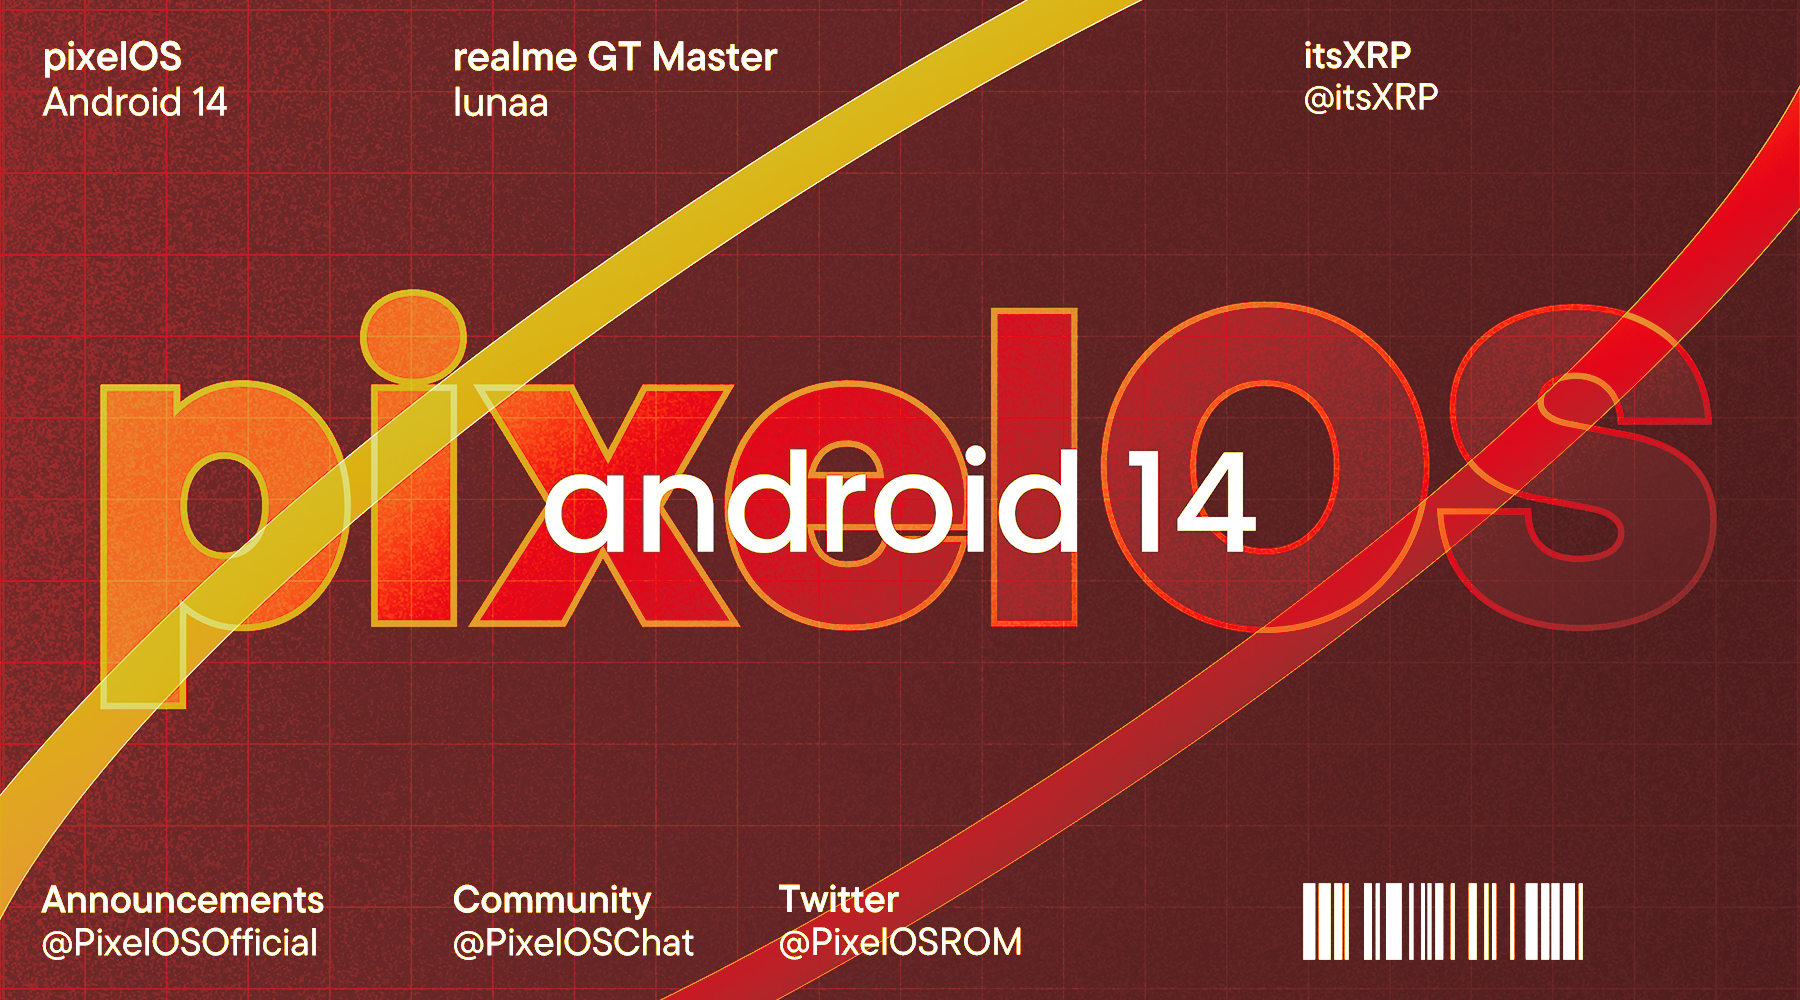 pixelOS
Android 14
realme GT Master
lunaa
itsXRP
@itsXRP
pixelOS
android 14
Announcements
@PixelOSOfficial
Community
@PixelOSChat
Twitter
@PixelOSROM